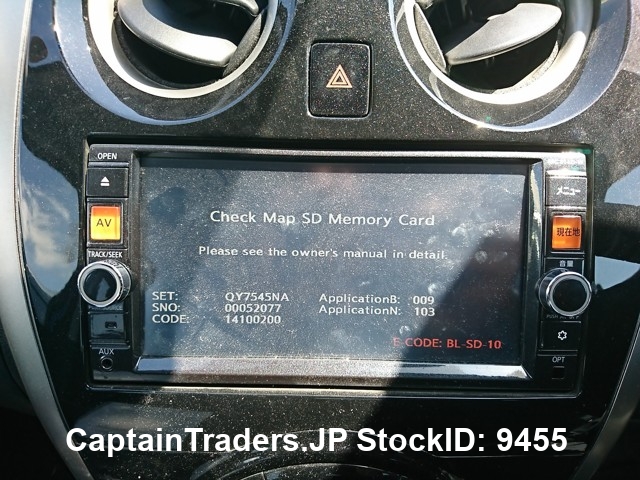 OPEN
AV
TRACK/SEEK
AUX
Check Map SD Memory Card
Please see the owner's manual in detail.
SET: QY7545NA ApplicationB: 009
SNO: 00052077 ApplicationN: 103
CODE: 14100200
E-CODE: BL-SD-10
メニュー
現在地
音量
OPT
CaptainTraders.JP StockID: 9455